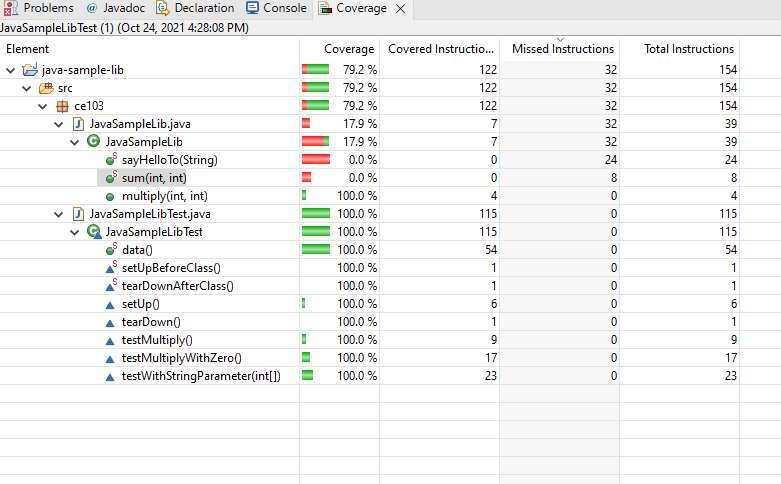 Problems Javadoc Declaration Console Coverage
JavaSampleLibTest (1) (Oct 24, 2021 4:28:08 PM)
Element Coverage Covered Instructio... Missed Instructions Total Instructions
java-sample-lib 79.2 % 122 32 154
src 79.2 % 122 32 154
ce103 79.2 % 122 32 154
JavaSampleLib.java 17.9 % 7 32 39
JavaSampleLib 17.9 % 7 32 39
sayHelloTo(String) 0.0 % 0 24 24
sum(int, int) 0.0 % 0 8 8
multiply(int, int) 100.0 % 4 0 4
JavaSampleLibTest.java 100.0 % 115 0 115
JavaSampleLibTest 100.0 % 115 0 115
data() 100.0 % 54 0 54
setUpBeforeClass() 100.0 % 1 0 1
tearDownAfterClass() 100.0 % 1 0 1
setUp() 100.0 % 6 0 6
tearDown() 100.0 % 1 0 1
testMultiply() 100.0 % 9 0 9
testMultiplyWithZero() 100.0 % 17 0 17
testWithStringParameter(int[]) 100.0 % 23 0 23